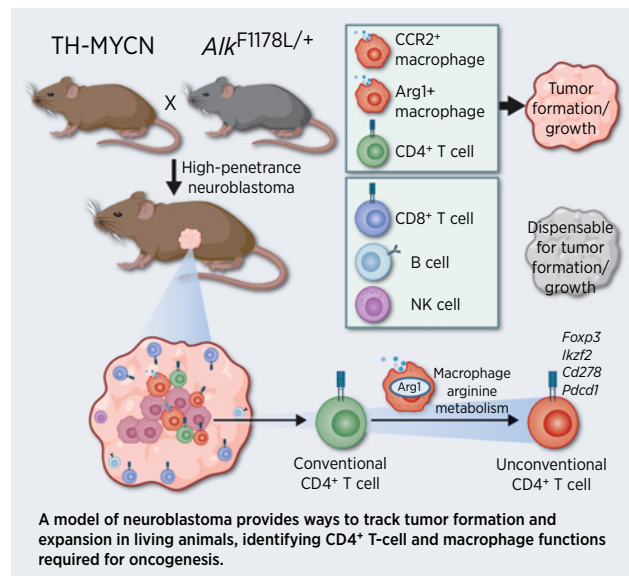 TH-MYCN
Alk^F1178L/+
X
High-penetrance
neuroblastoma
CCR2⁺
macrophage
Arg1+
macrophage
CD4⁺ T cell
Tumor
formation/
growth
CD8⁺ T cell
B cell
NK cell
Dispensable
for tumor
formation/
growth
Foxp3
Ikzf2
Cd278
Pdcd1
Arg1
Macrophage
arginine
metabolism
Conventional
CD4⁺ T cell
Unconventional
CD4⁺ T cell
A model of neuroblastoma provides ways to track tumor formation and
expansion in living animals, identifying CD4⁺ T-cell and macrophage functions
required for oncogenesis.